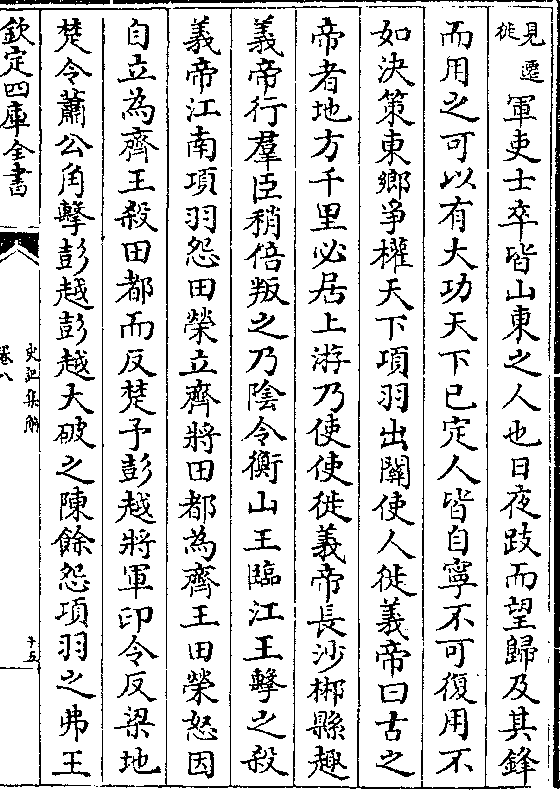 見遷徙軍吏士卒皆山東之人也日夜跂而望歸及其鋒
而用之可以有大功天下已定人皆自寧不可復用不
如決策東鄉爭權天下項羽出關使人徙義帝曰古之
帝者地方千里必居上游乃使使徙義帝長沙郴縣趣
義帝行羣臣稍倍叛之乃隂令衡山王臨江王擊之殺
義帝江南項羽怨田榮立齊將田都為齊王田榮怒因
自立為齊王殺田都而反楚予彭越將軍印令反梁地
楚令蕭公角擊彭越彭越大破之陳餘怨項羽之弗王
欽定四庫全書
史記集解
卷八
十五